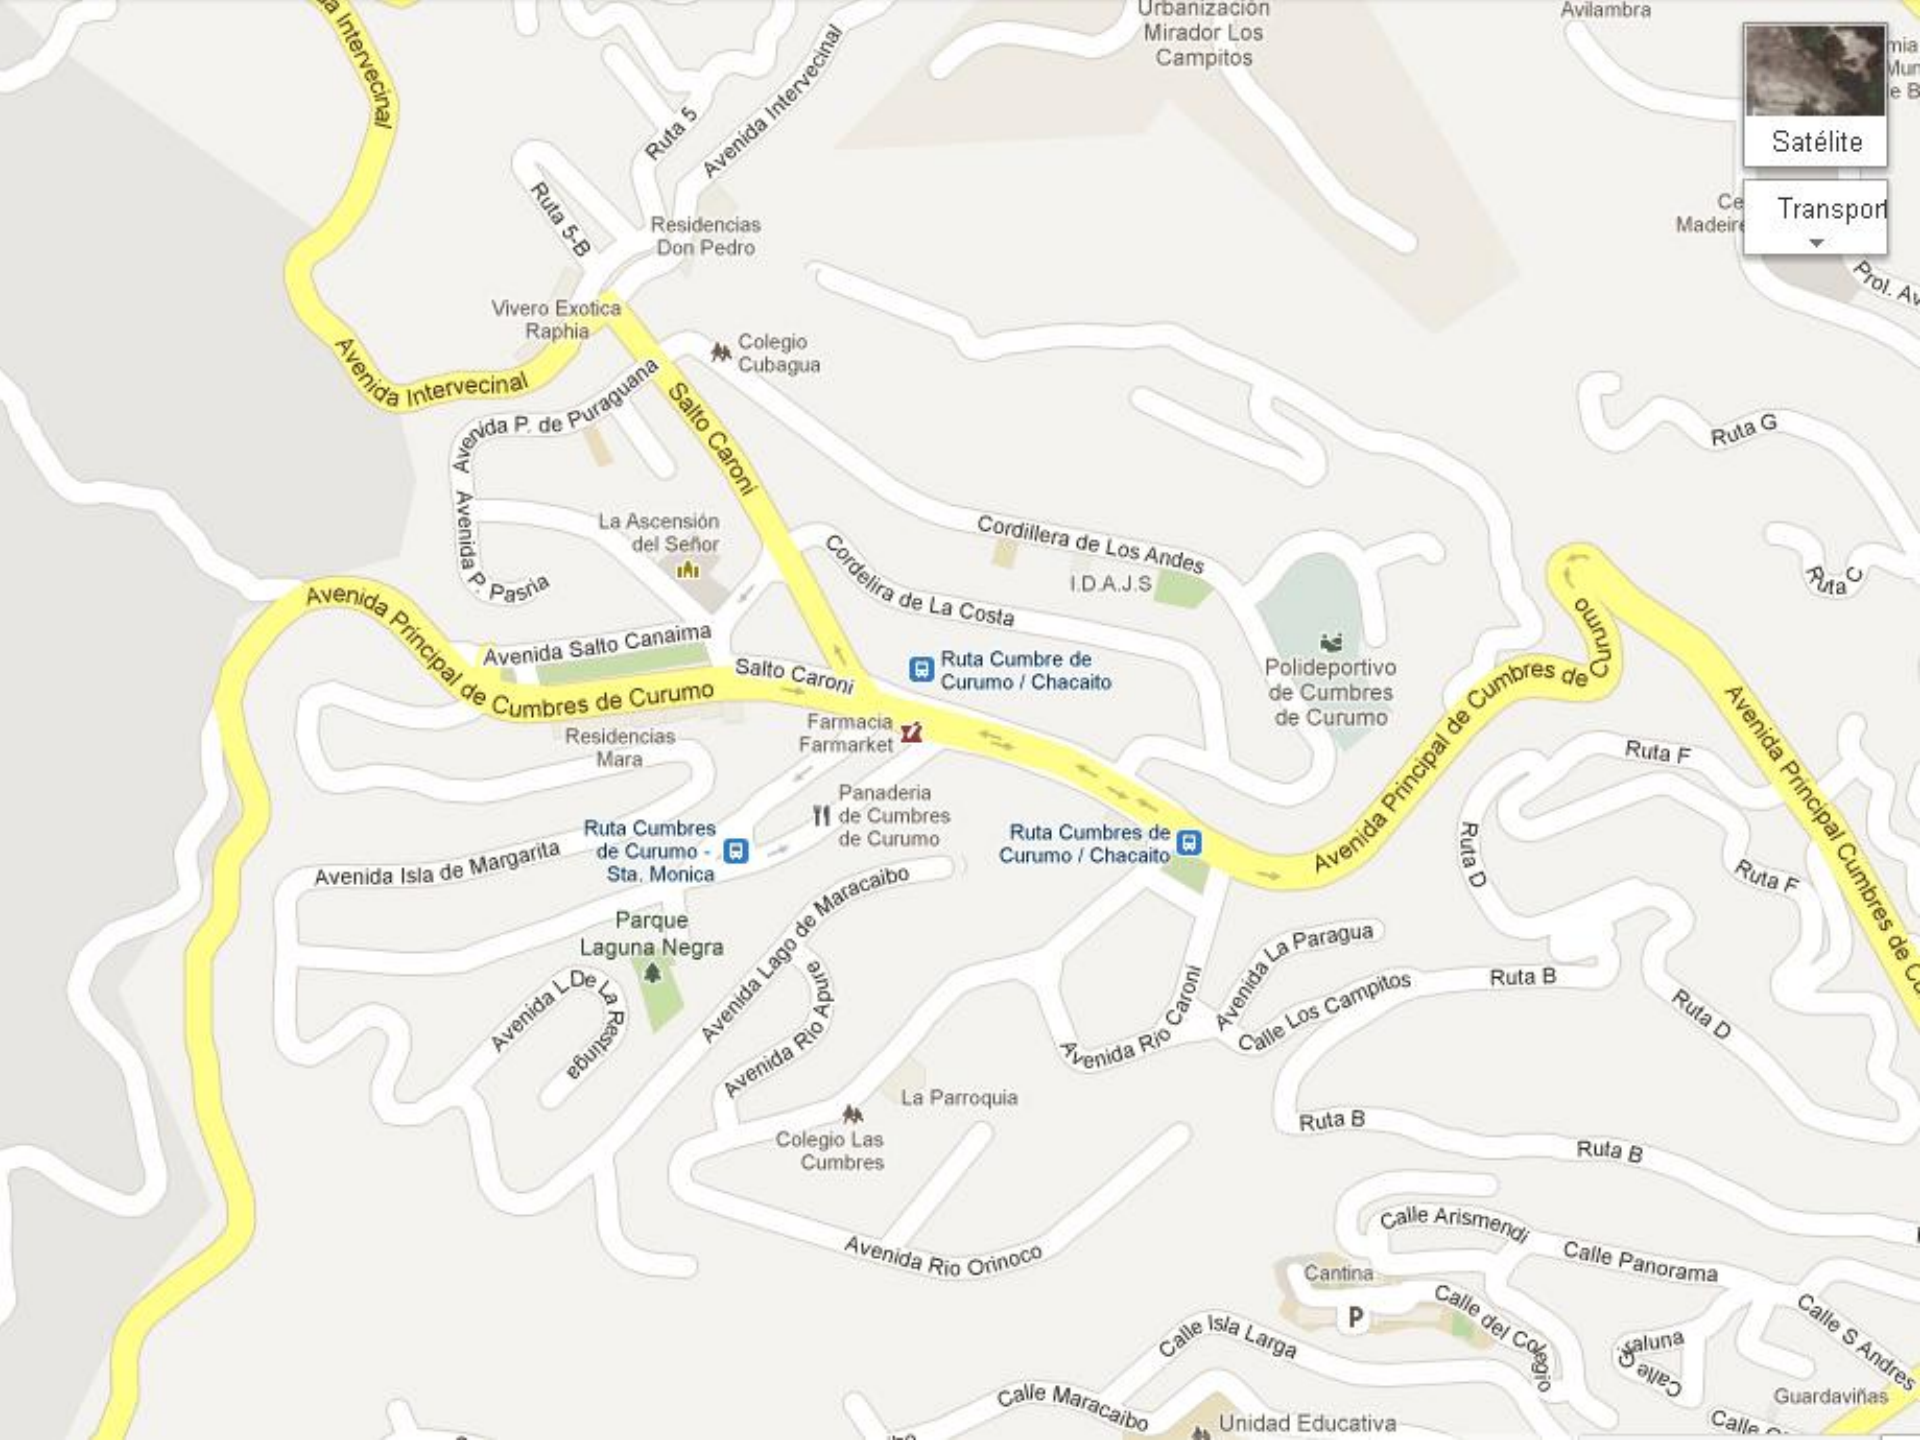 Urbanización
Mirador Los
Campitos
Avilambra
Satélite
Transport
Avenida Intervecinal
Ruta 5
Ruta 5-B
Residencias
Don Pedro
Prol. Av
Vivero Exotica
Raphia
Colegio
Cubagua
Avenida Intervecinal
Avenida P. de Puraguana
Salto Caroni
Ruta G
La Ascensión
del Señor
Avenida P. Pasria
Cordillera de Los Andes
I.D.A.J.S
Cordelira de La Costa
Ruta C
Avenida Principal de Cumbres de Curumo
Avenida Salto Canaima
Salto Caroni
Ruta Cumbre de
Curumo / Chacaito
Polideportivo
de Cumbres
de Curumo
Residencias
Mara
Farmacia
Farmarket
Avenida Principal de Cumbres de Curumo
Ruta F
Avenida Principal Cumbres de
Panaderia
de Cumbres
de Curumo
Ruta Cumbres
de Curumo -
Sta. Monica
Ruta Cumbres de
Curumo / Chacaito
Ruta D
Ruta F
Avenida Isla de Margarita
Parque
Laguna Negra
Avenida Lago de Maracaibo
Avenida La Paragua
Avenida L.De La Restinga
Avenida Rio Apure
Avenida Rio Caroni
Calle Los Campitos
Ruta B
Ruta D
La Parroquia
Colegio Las
Cumbres
Ruta B
Ruta B
Avenida Rio Orinoco
Calle Arismendi
Calle Panorama
Cantina
P
Calle del Colegio
Calle S Andres
Calle Isla Larga
Calle Maracaibo
Unidad Educativa
Guardaviñas
Calle